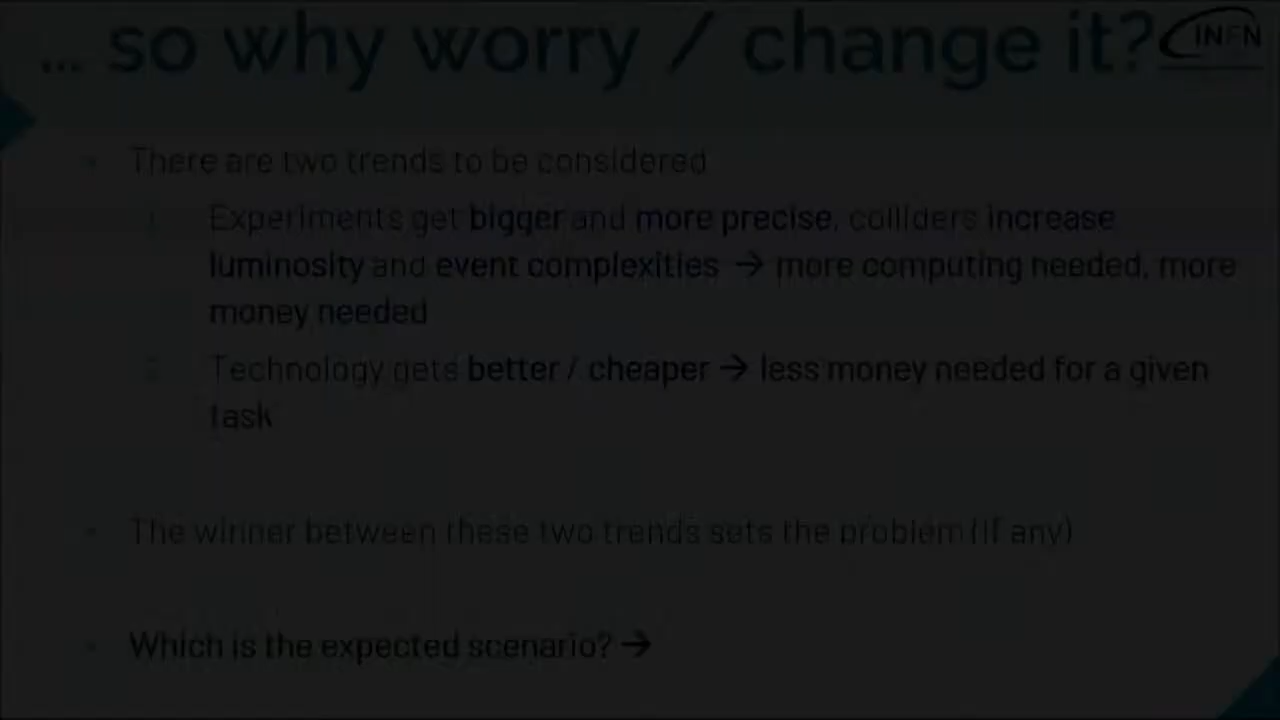 ... so why worry / change it?
INFN
• There are two trends to be considered
1. Experiments get bigger and more precise, colliders increase
luminosity and event complexities → more computing needed, more
money needed
2. Technology gets better / cheaper → less money needed for a given
task
• The winner between these two trends sets the problem (if any)
• Which is the expected scenario? →